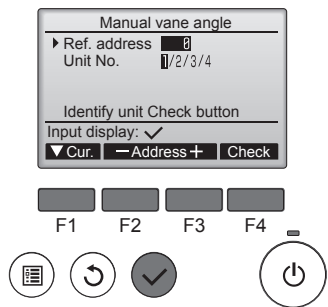 Manual vane angle
Ref. address 0
Unit No. 1/2/3/4
Identify unit Check button
Input display: ✓
▼ Cur. − Address + Check
F1 F2 F3 F4